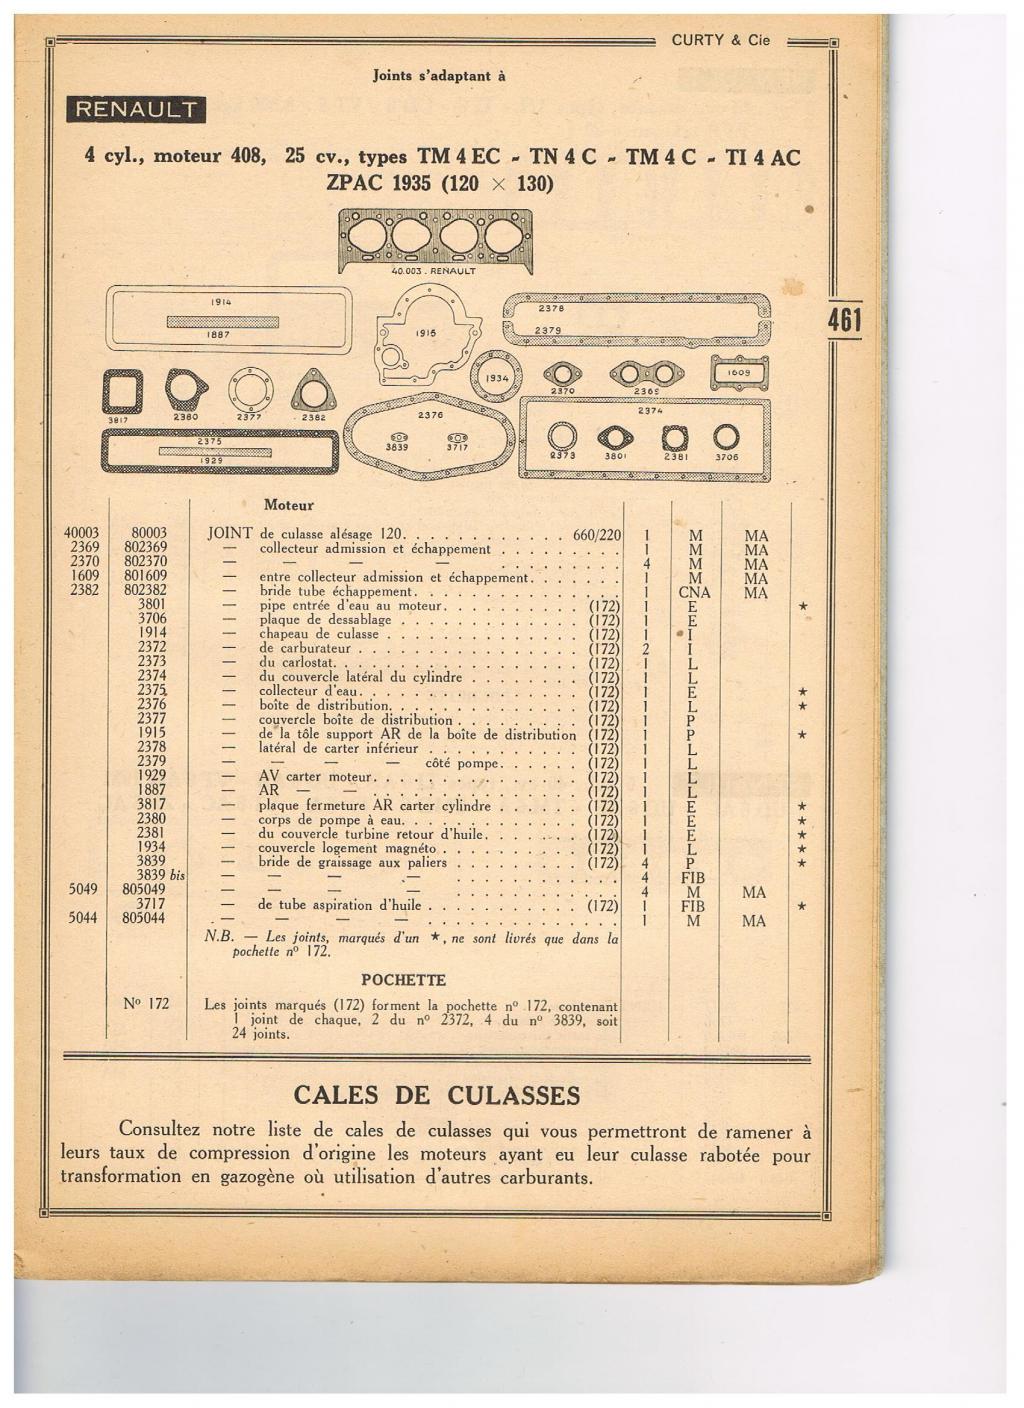 CURTY & Cie
Joints s'adaptant à
RENAULT
4 cyl., moteur 408, 25 cv., types TM 4 EC - TN 4 C - TM 4 C - TI 4 AC
ZPAC 1935 (120 × 130)
40.003. RENAULT
1914
1887
1915
2378
2379
461
1934
2370
2369
1609
3817
2380
2377
2382
2376
3839
3717
2374
2373
3801
2381
3706
2375
1929
Moteur
40003 80003 JOINT de culasse alésage 120. . . . . . . . . . . . 660/220 1 M MA
2369 802369 — collecteur admission et échappement . . . . . . . . . 1 M MA
2370 802370 — — — — . . . . . . . . . 4 M MA
1609 801609 — entre collecteur admission et échappement. . . . . . . 1 M MA
2382 802382 — bride tube échappement. . . . . . . . . . . . . . . 1 CNA MA
3801 — pipe entrée d'eau au moteur. . . . . . . . . . (172) 1 E ★
3706 — plaque de dessablage . . . . . . . . . . . . . (172) 1 E
1914 — chapeau de culasse . . . . . . . . . . . . . . (172) 1 I
2372 — de carburateur . . . . . . . . . . . . . . . . (172) 2 I
2373 — du carlostat. . . . . . . . . . . . . . . . . . (172) 1 L
2374 — du couvercle latéral du cylindre . . . . . . . . (172) 1 L
2375 — collecteur d'eau. . . . . . . . . . . . . . . . (172) 1 E ★
2376 — boîte de distribution. . . . . . . . . . . . . . (172) 1 L ★
2377 — couvercle boîte de distribution . . . . . . . . . (172) 1 P
1915 — de la tôle support AR de la boîte de distribution (172) 1 P ★
2378 — latéral de carter inférieur . . . . . . . . . . . (172) 1 L
2379 — — — — côté pompe. . . . . . (172) 1 L
1929 — AV carter moteur. . . . . . . . . . . . . . . (172) 1 L
1887 — AR — — . . . . . . . . . . . . . . . (172) 1 L
3817 — plaque fermeture AR carter cylindre . . . . . . (172) 1 E ★
2380 — corps de pompe à eau. . . . . . . . . . . . . (172) 1 E ★
2381 — du couvercle turbine retour d'huile. . . . . . . (172) 1 E ★
1934 — couvercle logement magnéto. . . . . . . . . . . (172) 1 L ★
3839 — bride de graissage aux paliers . . . . . . . . . (172) 4 P ★
3839 bis — — — — . . . . . . . . . . . . 4 FIB
5049 805049 — — — — . . . . . . . . . . . . 4 M MA
3717 — de tube aspiration d'huile . . . . . . . . . . . (172) 1 FIB ★
5044 805044 — — — — . . . . . . . . . . . . 1 M MA
N.B. — Les joints, marqués d'un ★, ne sont livrés que dans la
pochette n° 172.
POCHETTE
N° 172 Les joints marqués (172) forment la pochette n° 172, contenant
1 joint de chaque, 2 du n° 2372, 4 du n° 3839, soit
24 joints.
CALES DE CULASSES
Consultez notre liste de cales de culasses qui vous permettront de ramener à
leurs taux de compression d'origine les moteurs ayant eu leur culasse rabotée pour
transformation en gazogène où utilisation d'autres carburants.